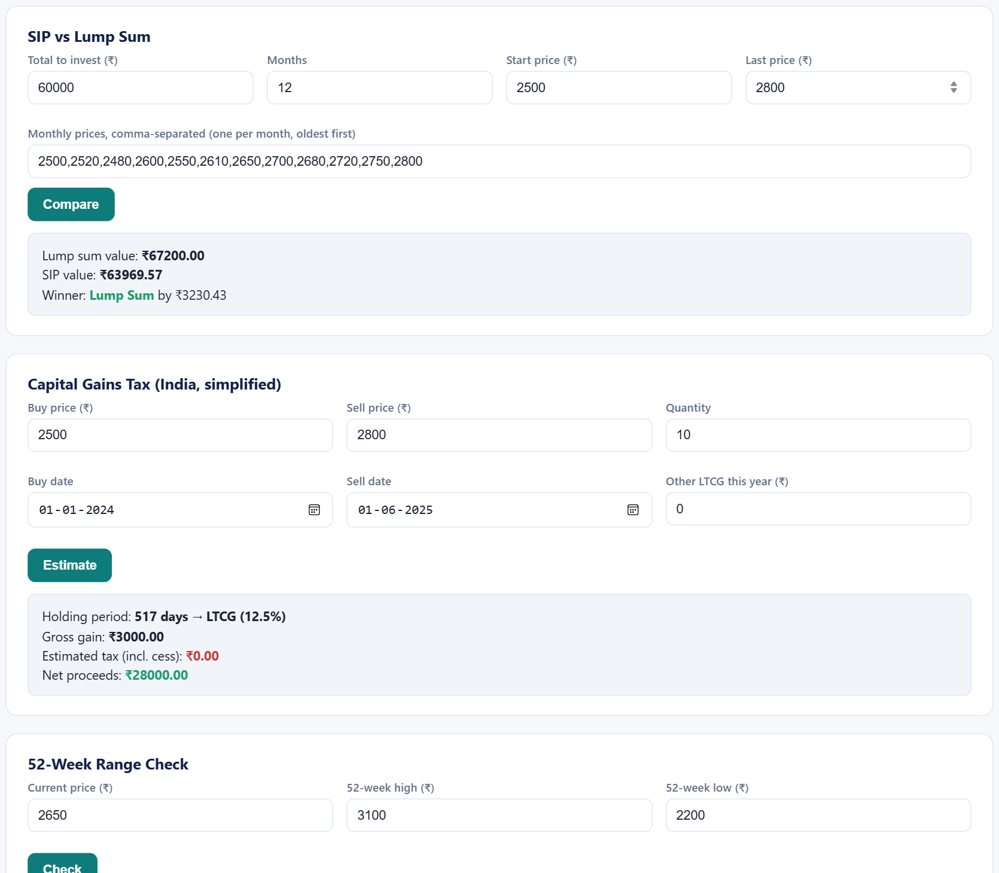 SIP vs Lump Sum
Total to invest (₹) Months Start price (₹) Last price (₹)
60000 12 2500 2800
Monthly prices, comma-separated (one per month, oldest first)
2500,2520,2480,2600,2550,2610,2650,2700,2680,2720,2750,2800
Compare
Lump sum value: ₹67200.00
SIP value: ₹63969.57
Winner: Lump Sum by ₹3230.43
Capital Gains Tax (India, simplified)
Buy price (₹) Sell price (₹) Quantity
2500 2800 10
Buy date Sell date Other LTCG this year (₹)
01-01-2024 01-06-2025 0
Estimate
Holding period: 517 days → LTCG (12.5%)
Gross gain: ₹3000.00
Estimated tax (incl. cess): ₹0.00
Net proceeds: ₹28000.00
52-Week Range Check
Current price (₹) 52-week high (₹) 52-week low (₹)
2650 3100 2200
Check